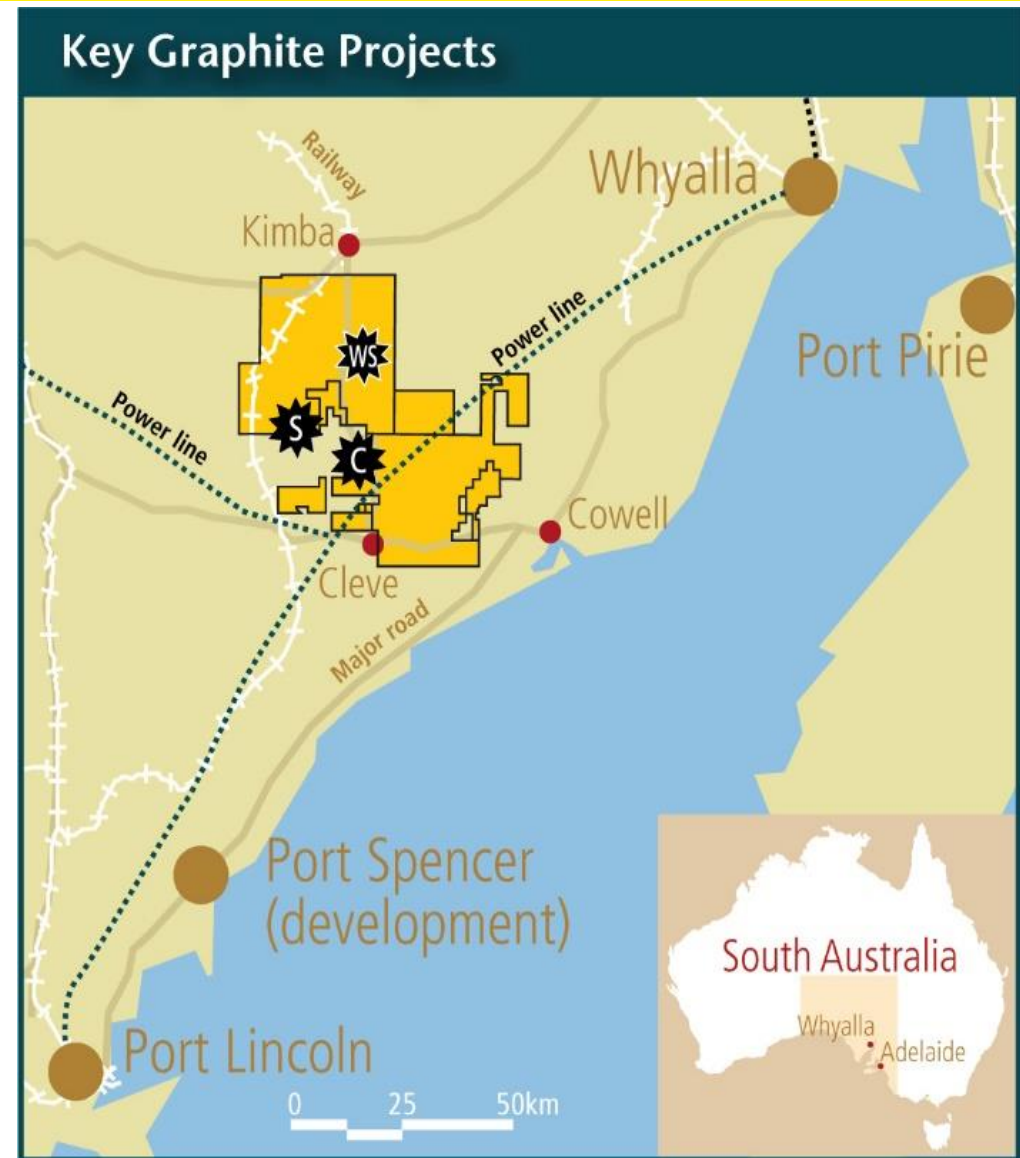 Key Graphite Projects
Railway
Whyalla
Kimba
Power line
Port Pirie
WS
Power line
S
C
Cowell
Cleve
Major road
Port Spencer
(development)
South Australia
Whyalla
Adelaide
Port Lincoln
0 25 50km